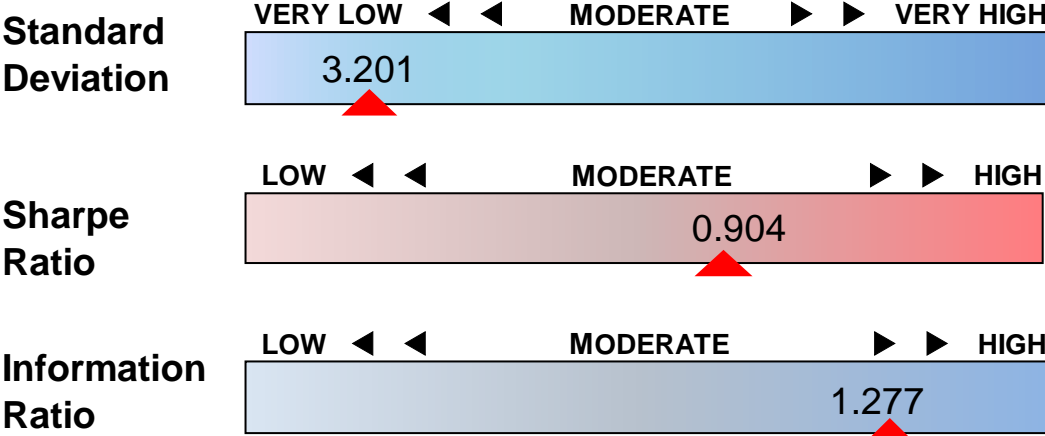 VERY LOW ◄ ◄ MODERATE ► ► VERY HIGH
Standard
Deviation
3.201
LOW ◄ ◄ MODERATE ► ► HIGH
Sharpe
Ratio
0.904
LOW ◄ ◄ MODERATE ► ► HIGH
Information
Ratio
1.277